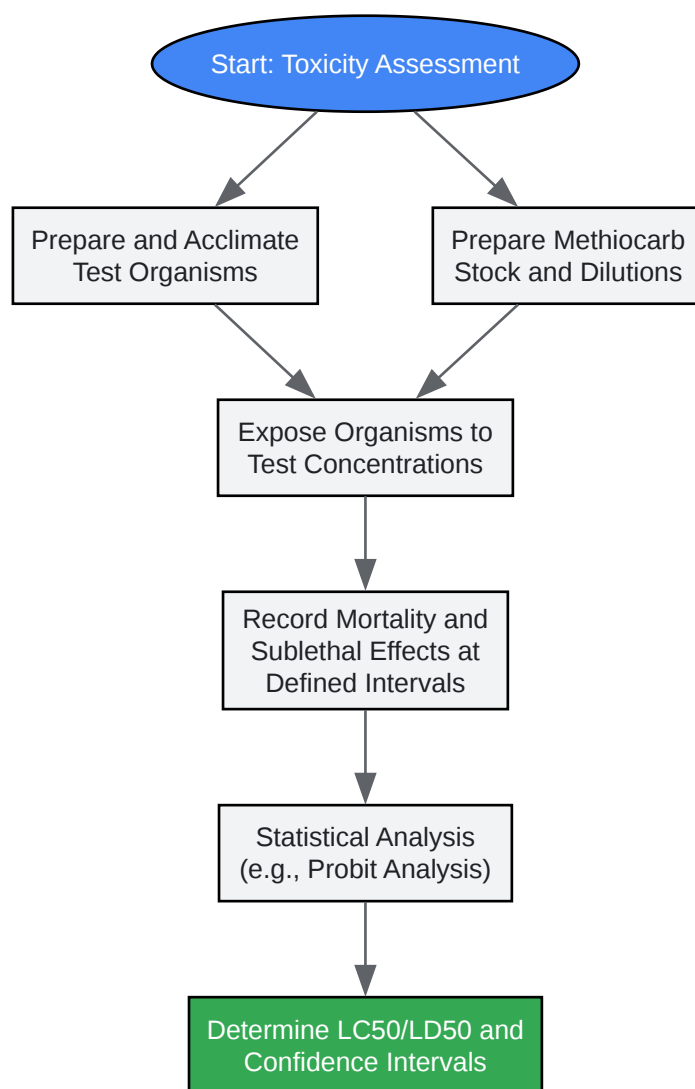 Start: Toxicity Assessment
Prepare and Acclimate
Test Organisms
Prepare Methiocarb
Stock and Dilutions
Expose Organisms to
Test Concentrations
Record Mortality and
Sublethal Effects at
Defined Intervals
Statistical Analysis
(e.g., Probit Analysis)
Determine LC50/LD50 and
Confidence Intervals